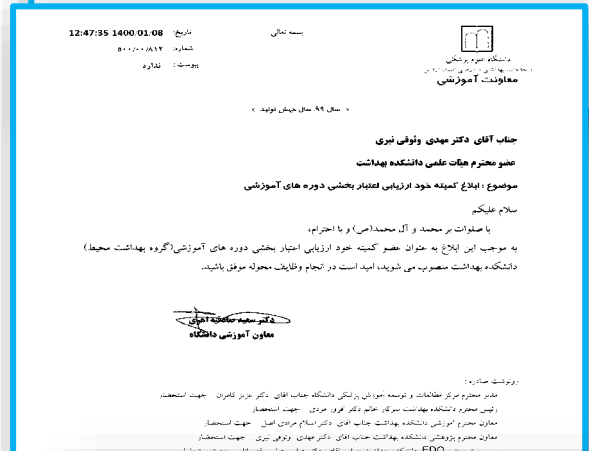 بسمه تعالی
تاریخ: 1400/01/08 12:47:35
شماره: ۵۰۰/۰۰/۸۱۲
پیوست: ندارد
دانشگاه علوم پزشکی
معاونت آموزشی
« سال ۹۹، سال جهش تولید »
جناب آقای دکتر مهدی وثوقی نیری
عضو محترم هیأت علمی دانشکده بهداشت
موضوع : ابلاغ کمیته خود ارزیابی اعتبار بخشی دوره های آموزشی
سلام علیکم
با صلوات بر محمد و آل محمد(ص) و با احترام،
به موجب این ابلاغ به عنوان عضو کمیته خود ارزیابی اعتبار بخشی دوره های آموزشی(گروه بهداشت محیط)
دانشکده بهداشت منصوب می شوید، امید است در انجام وظایف محوله موفق باشید.
دکتر سعید صادقیه اهری
معاون آموزشی دانشگاه
رونوشت صادره :
مدیر محترم مرکز مطالعات و توسعه آموزش پزشکی دانشگاه جناب آقای دکتر عزیز کامران جهت استحضار
رئیس محترم دانشکده بهداشت سرکار خانم دکتر افروز مردی جهت استحضار
معاون محترم آموزشی دانشکده بهداشت جناب آقای دکتر اسلام مرادی اصل جهت استحضار
معاون محترم پژوهشی دانشکده بهداشت جناب آقای دکتر مهدی وثوقی نیری جهت استحضار
EDO